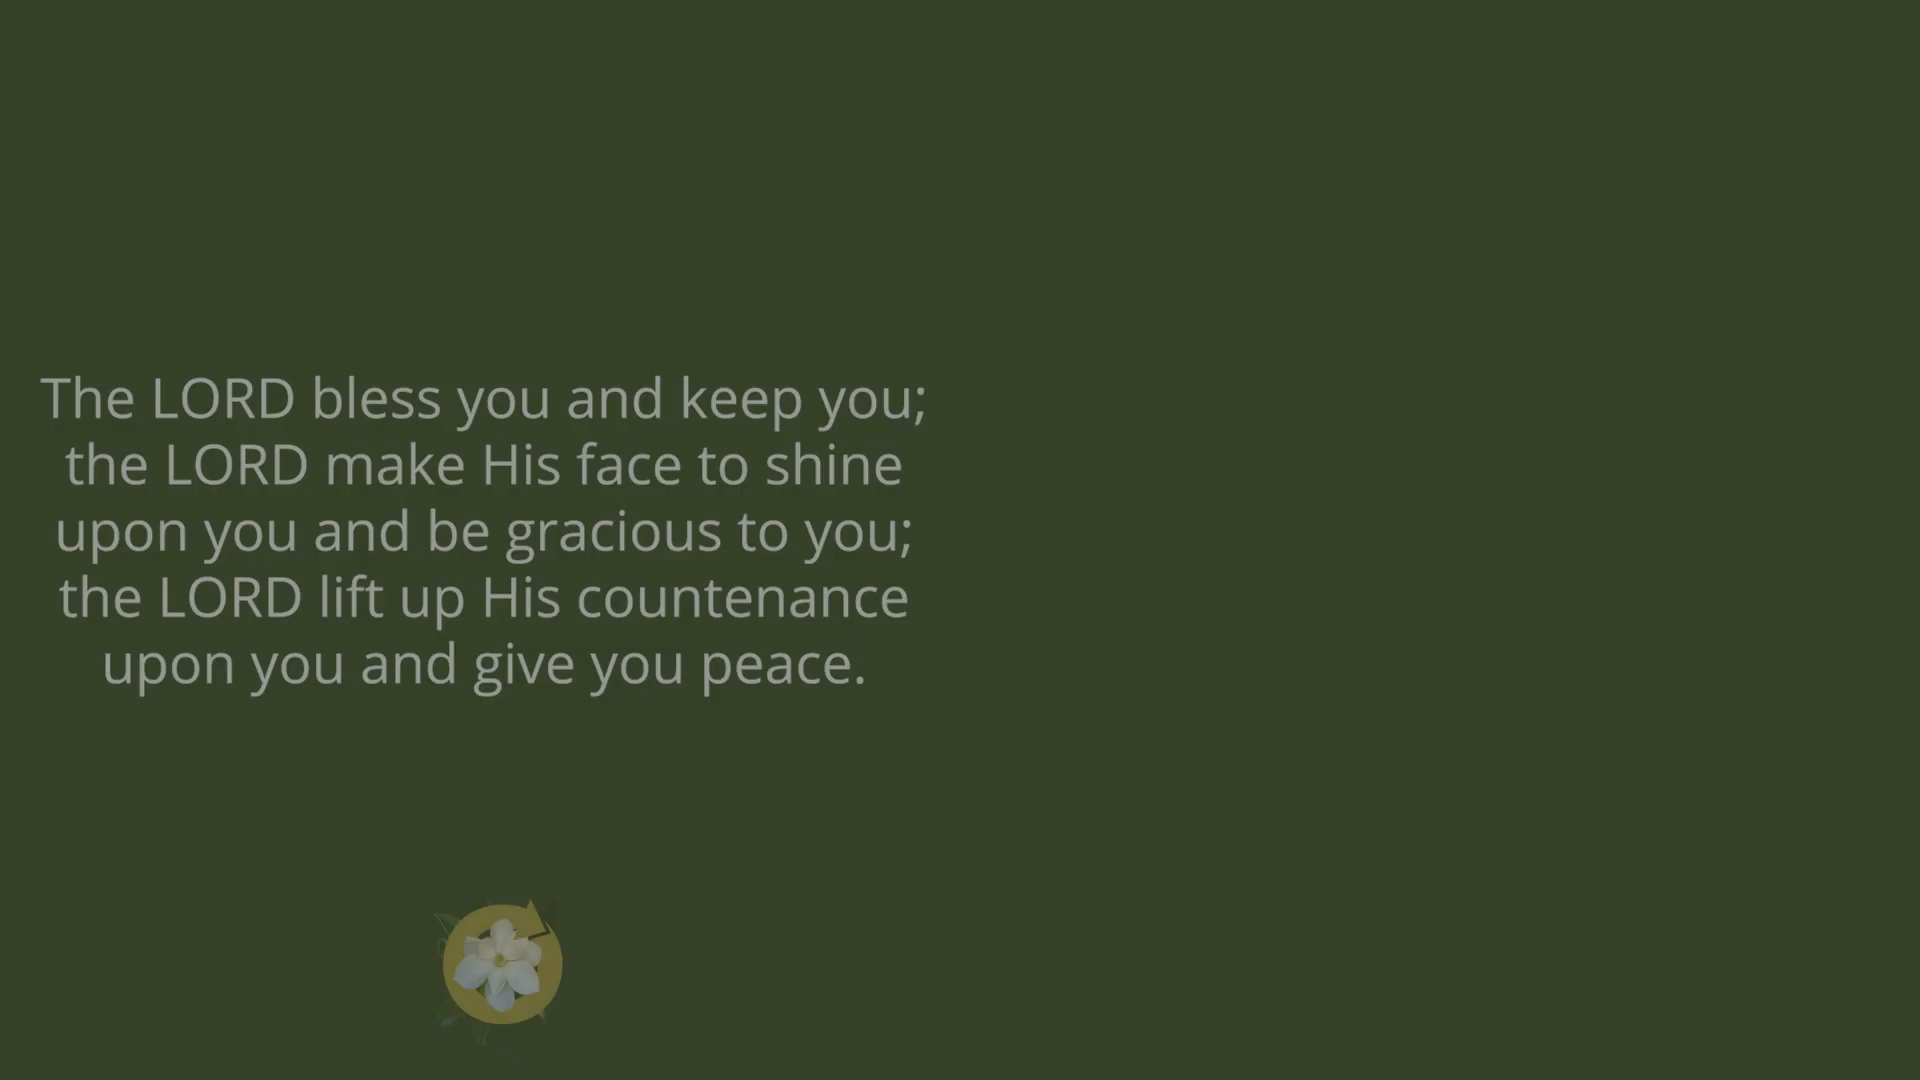 The LORD bless you and keep you;
the LORD make His face to shine
upon you and be gracious to you;
the LORD lift up His countenance
upon you and give you peace.